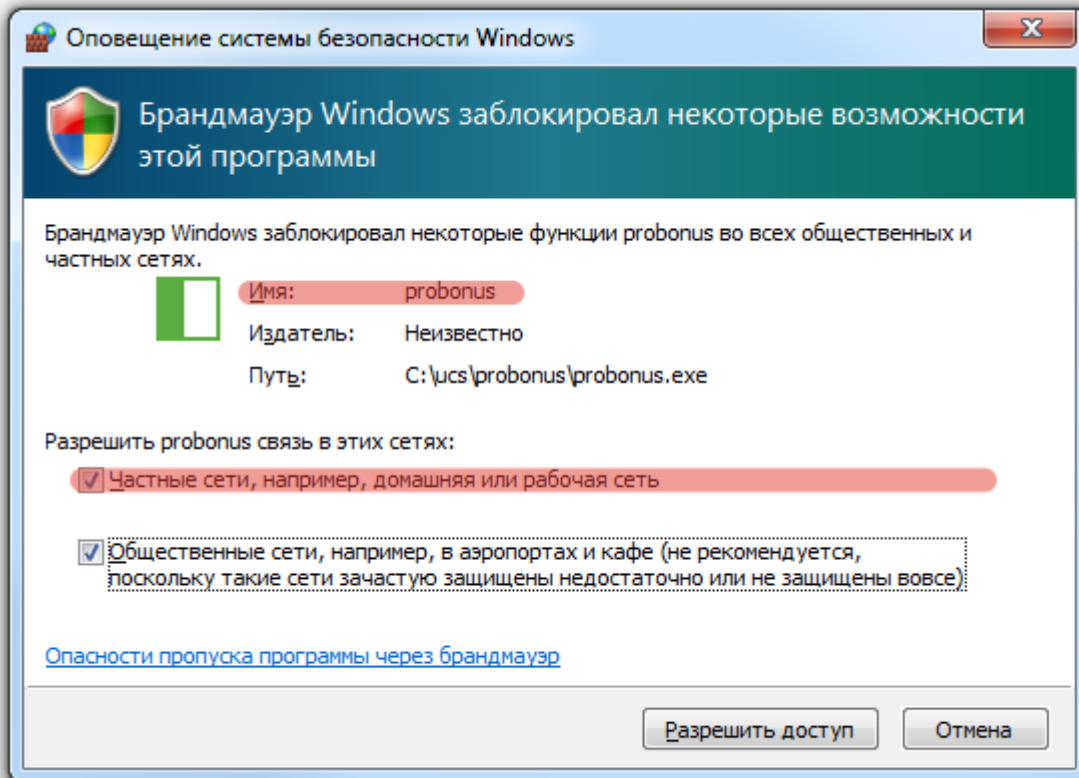 Оповещение системы безопасности Windows
Брандмауэр Windows заблокировал некоторые возможности
этой программы
Брандмауэр Windows заблокировал некоторые функции probonus во всех общественных и
частных сетях.
Имя: probonus
Издатель: Неизвестно
Путь: C:\ucs\probonus\probonus.exe
Разрешить probonus связь в этих сетях:
Частные сети, например, домашняя или рабочая сеть
Общественные сети, например, в аэропортах и кафе (не рекомендуется,
поскольку такие сети зачастую защищены недостаточно или не защищены вовсе)
Опасности пропуска программы через брандмауэр
Разрешить доступ Отмена